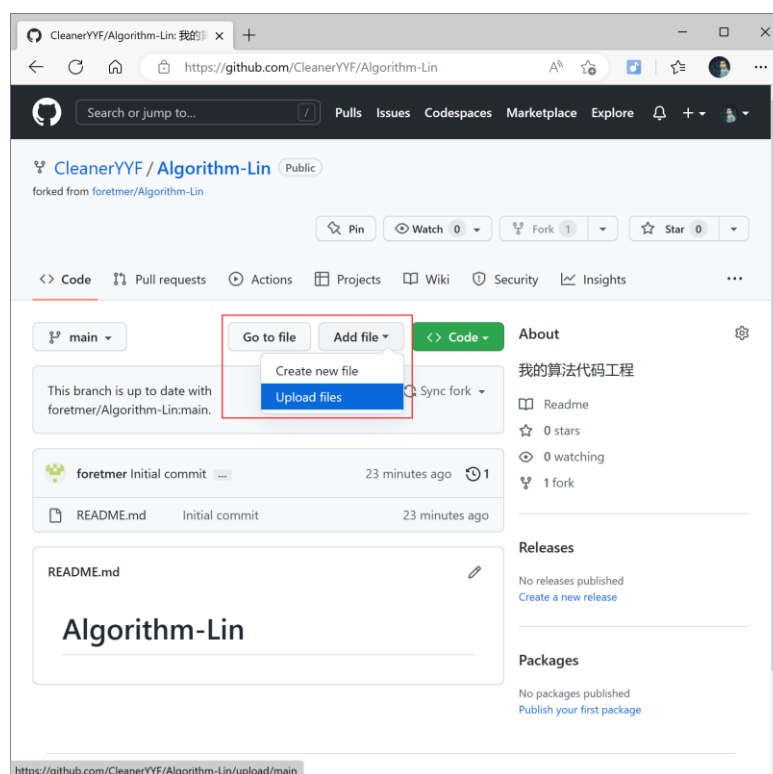 CleanerYYF/Algorithm-Lin: 我的
https://github.com/CleanerYYF/Algorithm-Lin
Search or jump to... / Pulls Issues Codespaces Marketplace Explore
CleanerYYF / Algorithm-Lin Public
forked from foretmer/Algorithm-Lin
Pin Watch 0 Fork 1 Star 0
Code Pull requests Actions Projects Wiki Security Insights
main Go to file Add file Code
Create new file
Upload files
This branch is up to date with
foretmer/Algorithm-Lin:main.
Sync fork
foretmer Initial commit ... 23 minutes ago 1
README.md Initial commit 23 minutes ago
README.md
Algorithm-Lin
About
我的算法代码工程
Readme
0 stars
0 watching
1 fork
Releases
No releases published
Create a new release
Packages
No packages published
Publish your first package
https://github.com/CleanerYYF/Algorithm-Lin/upload/main